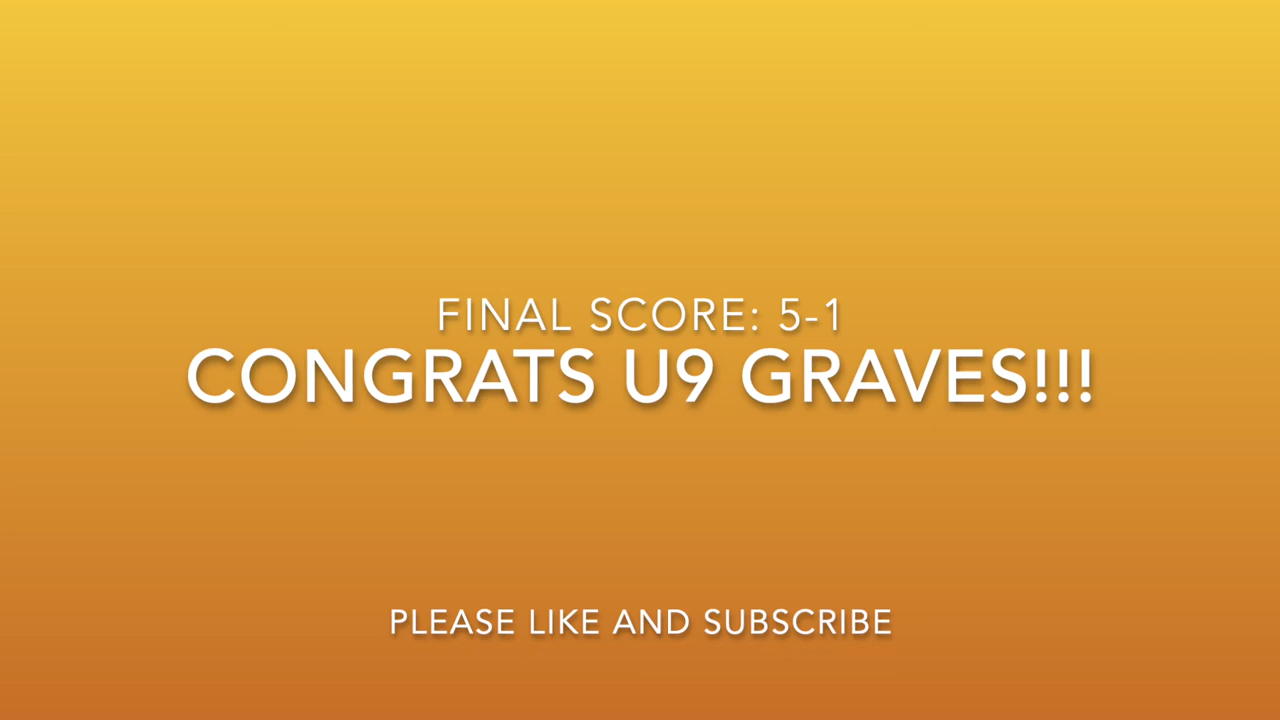 FINAL SCORE: 5-1
CONGRATS U9 GRAVES!!!
PLEASE LIKE AND SUBSCRIBE